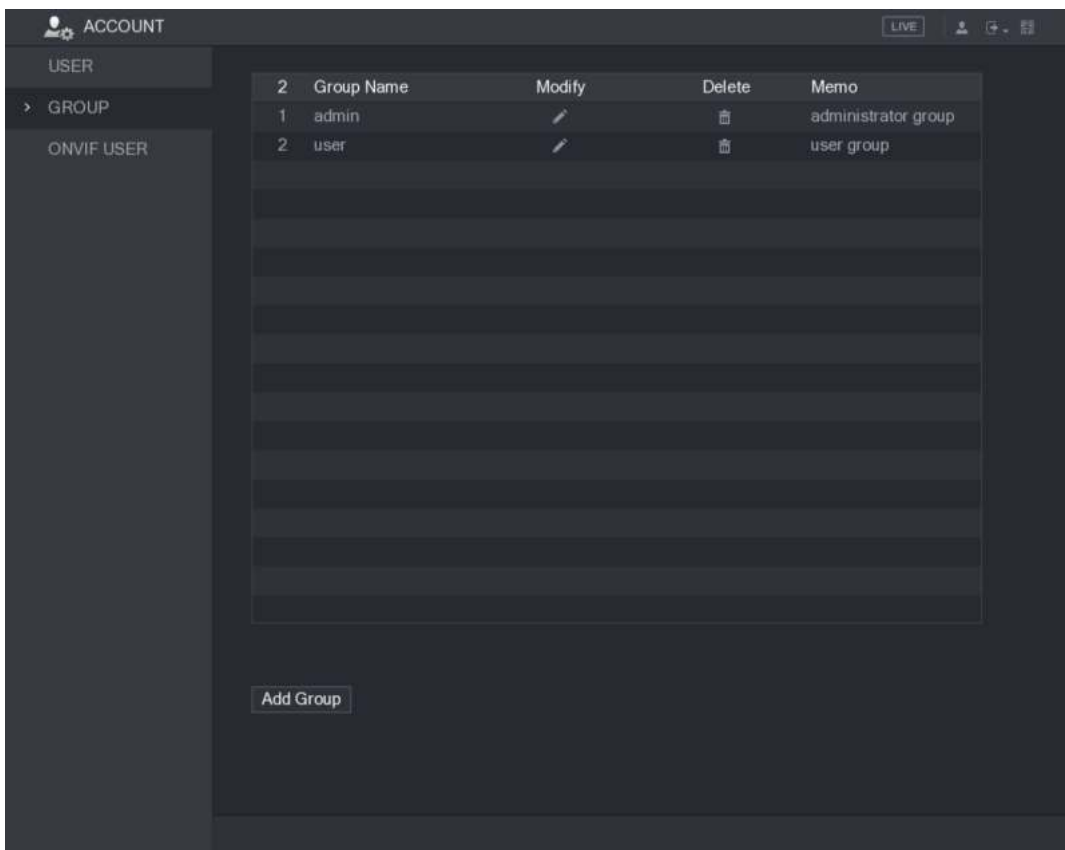 ACCOUNT LIVE
USER
GROUP
ONVIF USER
2 Group Name Modify Delete Memo
1 admin administrator group
2 user user group
Add Group